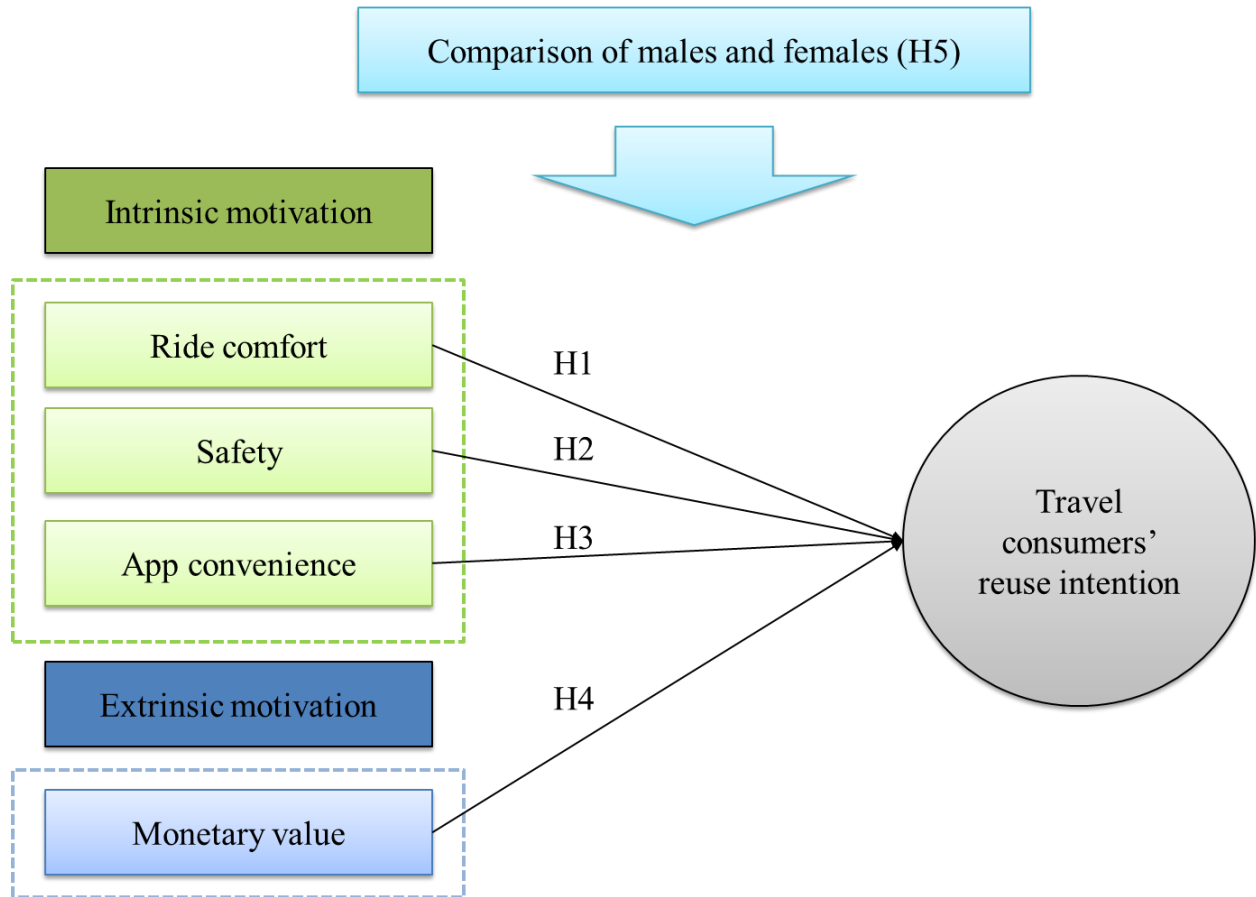 Comparison of males and females (H5)
Intrinsic motivation
Ride comfort
H1
Safety
H2
App convenience
H3
Travel
consumers’
reuse intention
Extrinsic motivation
H4
Monetary value